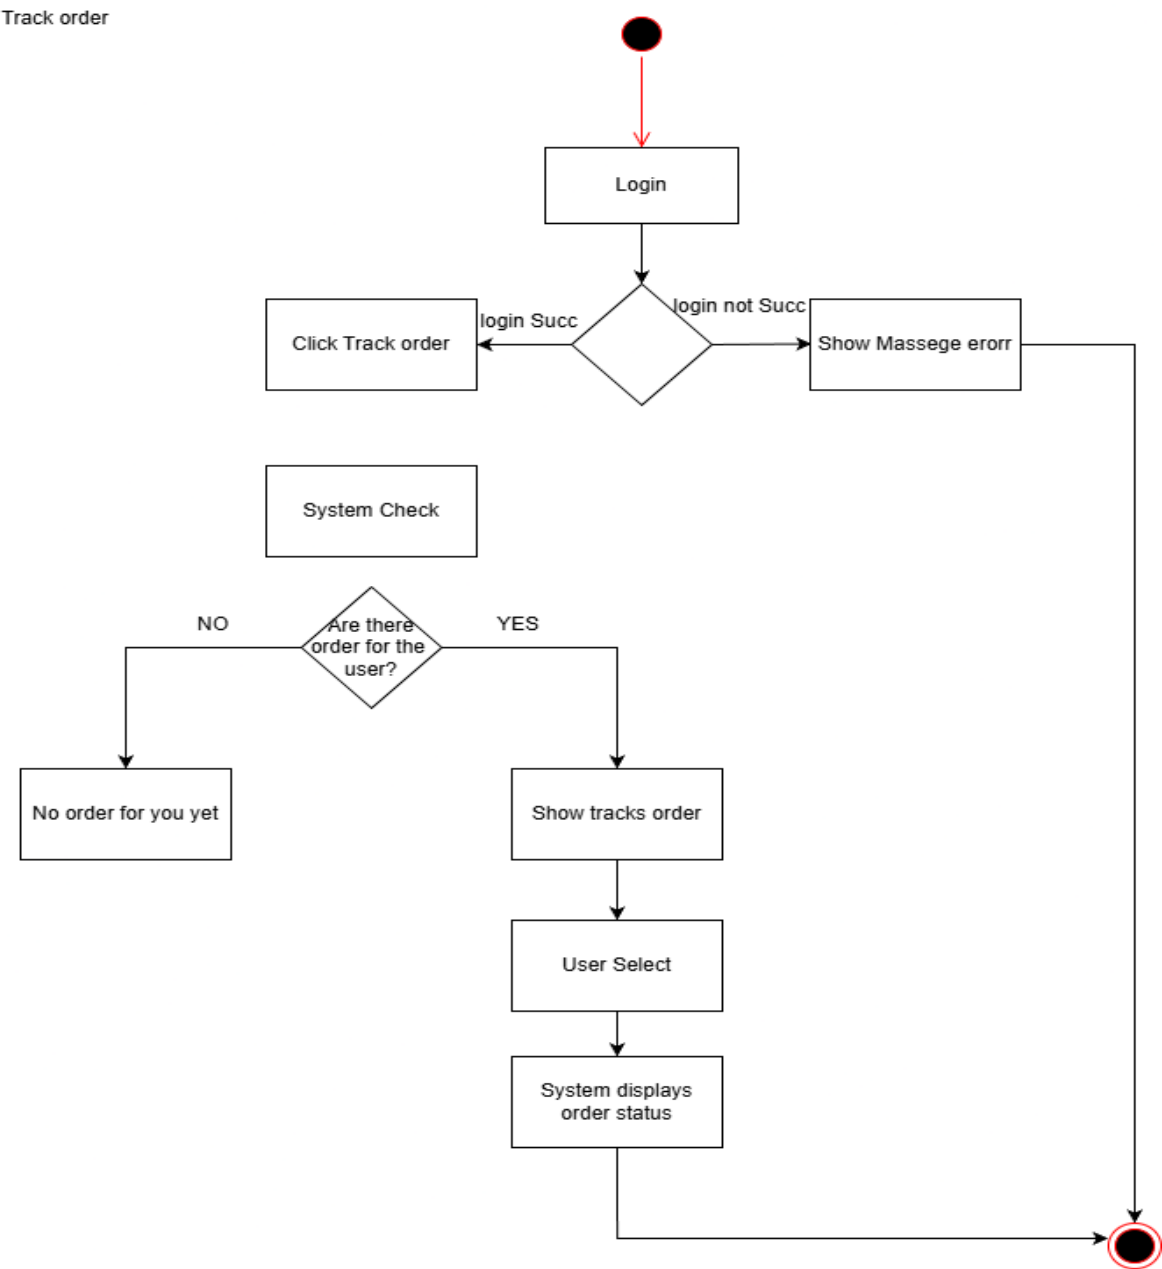 Track order
Login
login Succ
login not Succ
Click Track order
Show Massege erorr
System Check
NO
YES
Are there
order for the
user?
No order for you yet
Show tracks order
User Select
System displays
order status